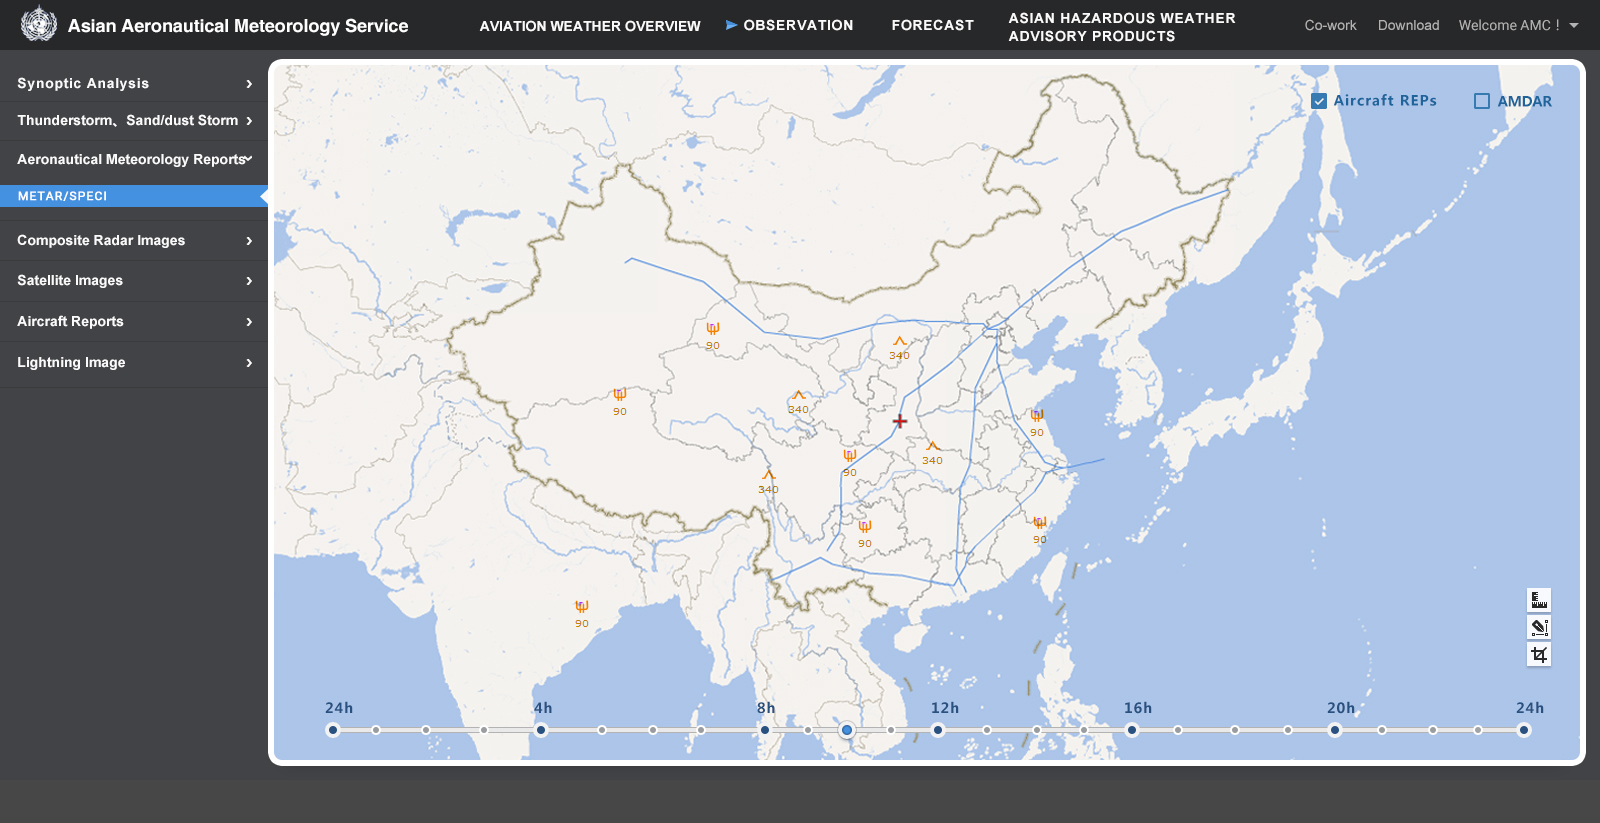 Asian Aeronautical Meteorology Service
AVIATION WEATHER OVERVIEW
OBSERVATION
FORECAST
ASIAN HAZARDOUS WEATHER
ADVISORY PRODUCTS
Co-work
Download
Welcome AMC !
Synoptic Analysis
Thunderstorm、Sand/dust Storm
Aeronautical Meteorology Reports
METAR/SPECI
Composite Radar Images
Satellite Images
Aircraft Reports
Lightning Image
Aircraft REPs
AMDAR
90
340
90
340
90
340
90
340
90
90
90
24h
4h
8h
12h
16h
20h
24h